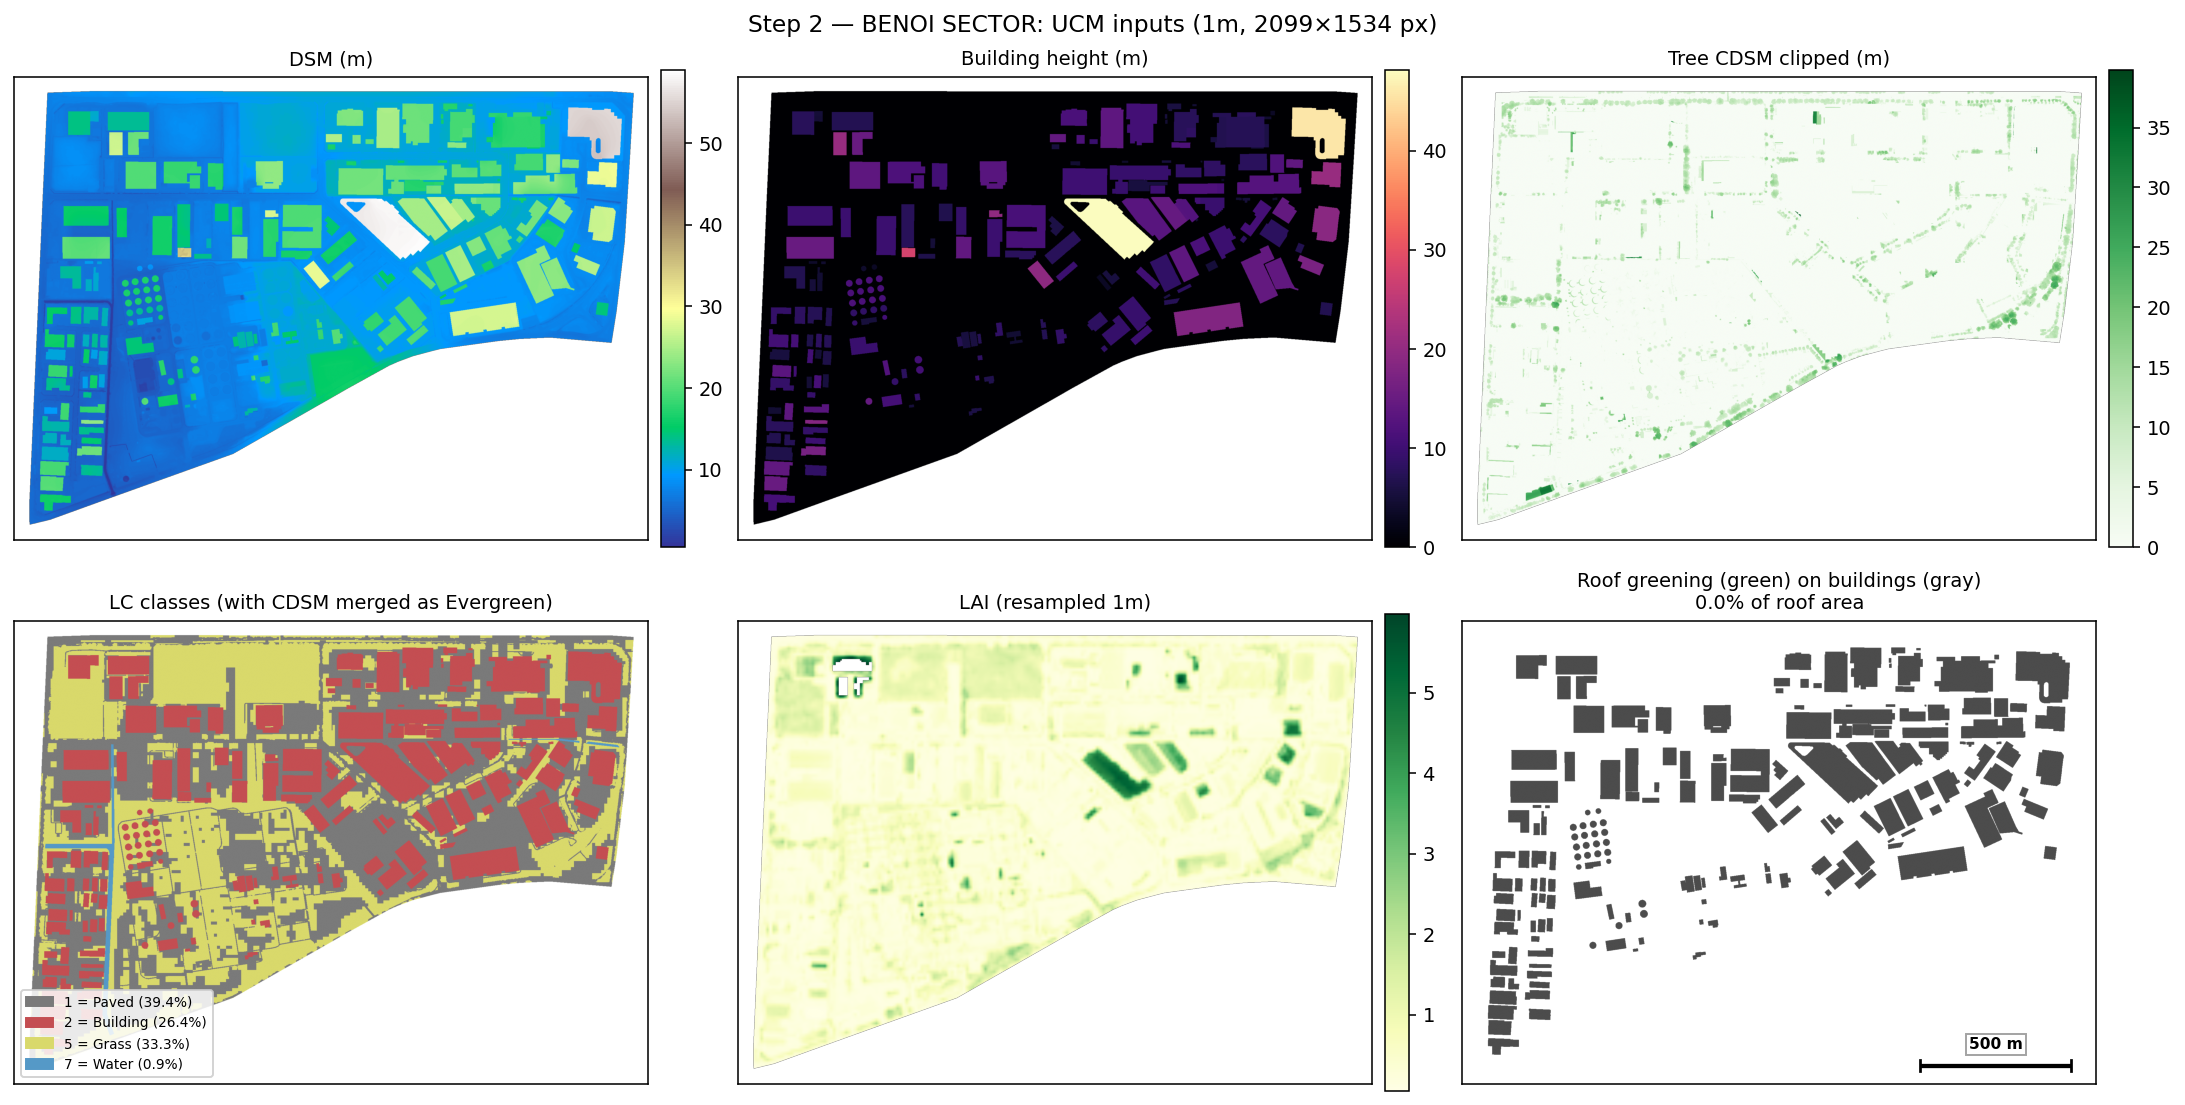 Step 2 — BENOI SECTOR: UCM inputs (1m, 2099×1534 px)
DSM (m)
50
40
30
20
10
Building height (m)
40
30
20
10
0
Tree CDSM clipped (m)
35
30
25
20
15
10
5
0
LC classes (with CDSM merged as Evergreen)
1 = Paved (39.4%)
2 = Building (26.4%)
5 = Grass (33.3%)
7 = Water (0.9%)
LAI (resampled 1m)
5
4
3
2
1
Roof greening (green) on buildings (gray)
0.0% of roof area
500 m